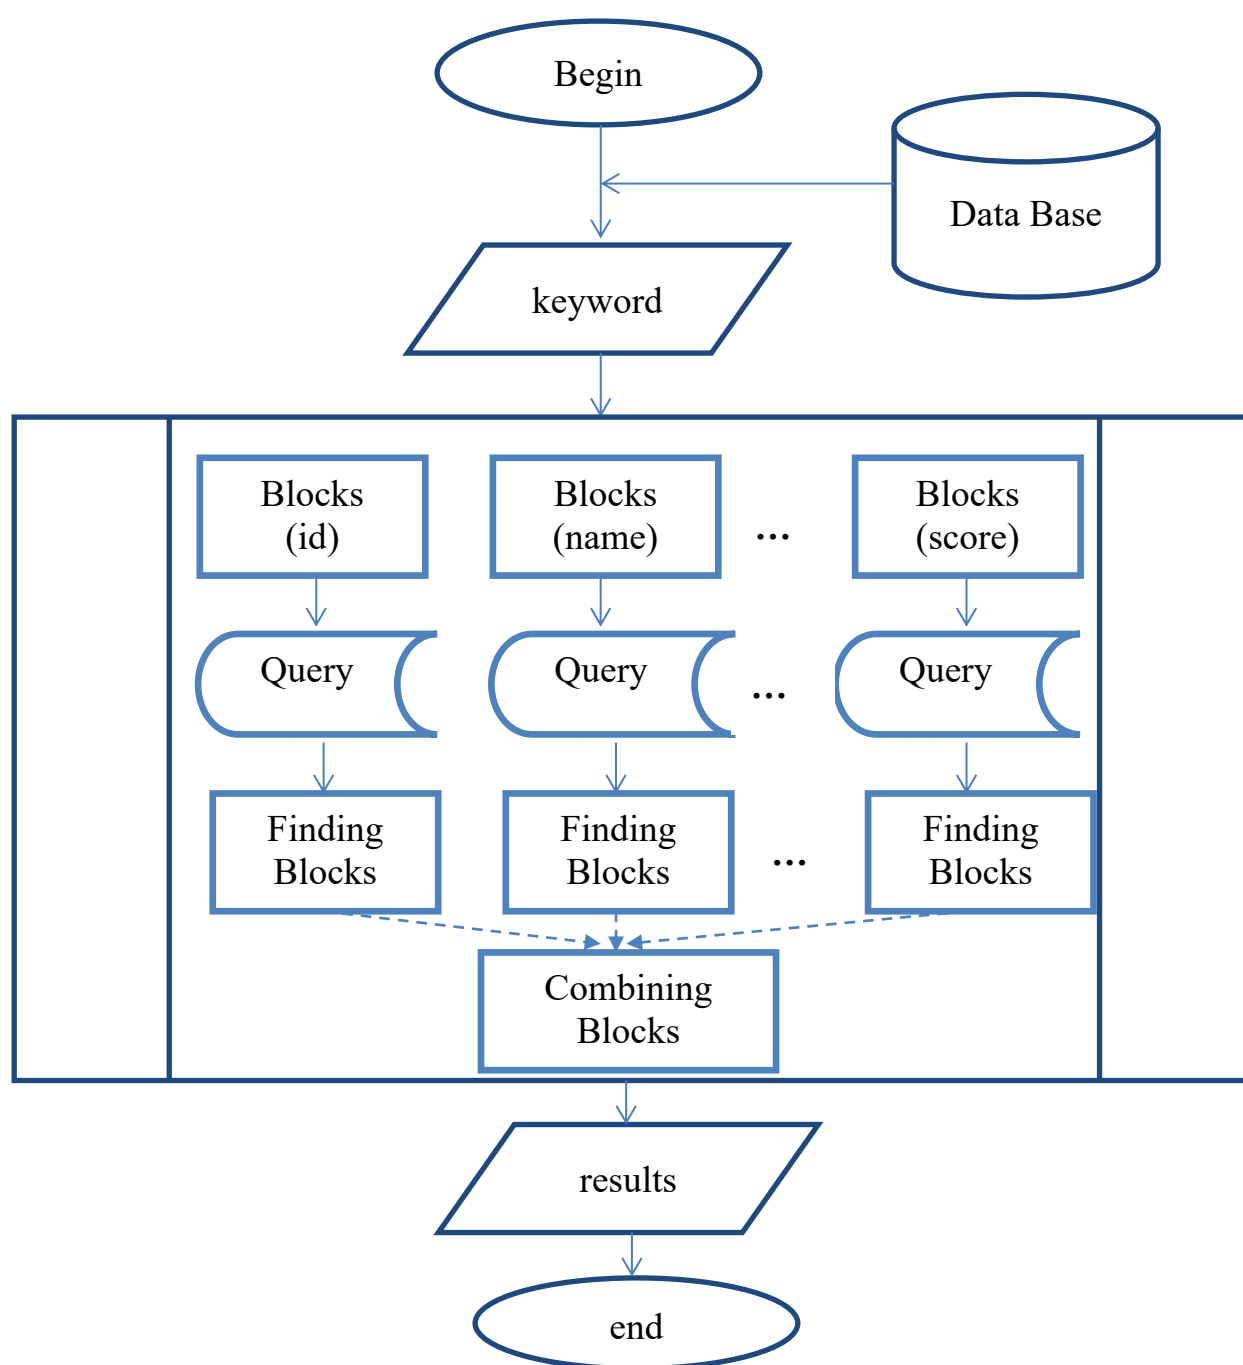 Begin
Data Base
keyword
Blocks
(id)
Blocks
(name)
...
Blocks
(score)
Query
Query
...
Query
Finding
Blocks
Finding
Blocks
...
Finding
Blocks
Combining
Blocks
results
end